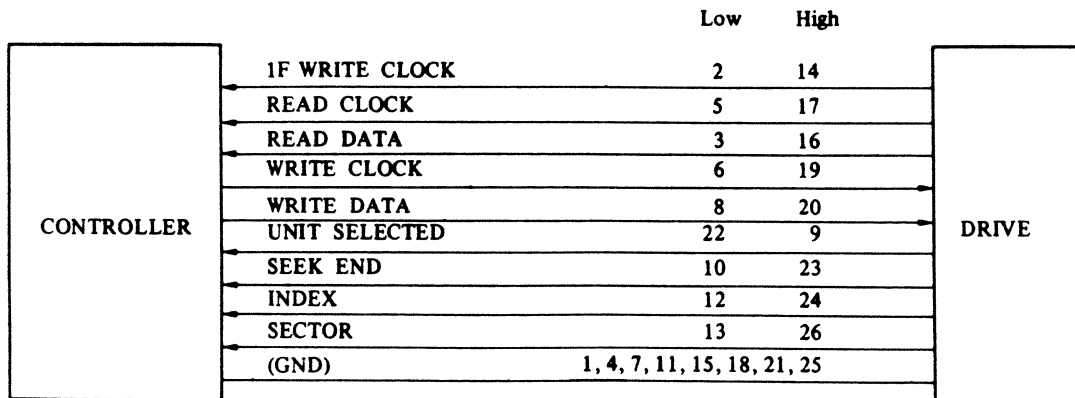 Low High
1F WRITE CLOCK 2 14
READ CLOCK 5 17
READ DATA 3 16
WRITE CLOCK 6 19
WRITE DATA 8 20
CONTROLLER DRIVE
UNIT SELECTED 22 9
SEEK END 10 23
INDEX 12 24
SECTOR 13 26
(GND) 1, 4, 7, 11, 15, 18, 21, 25